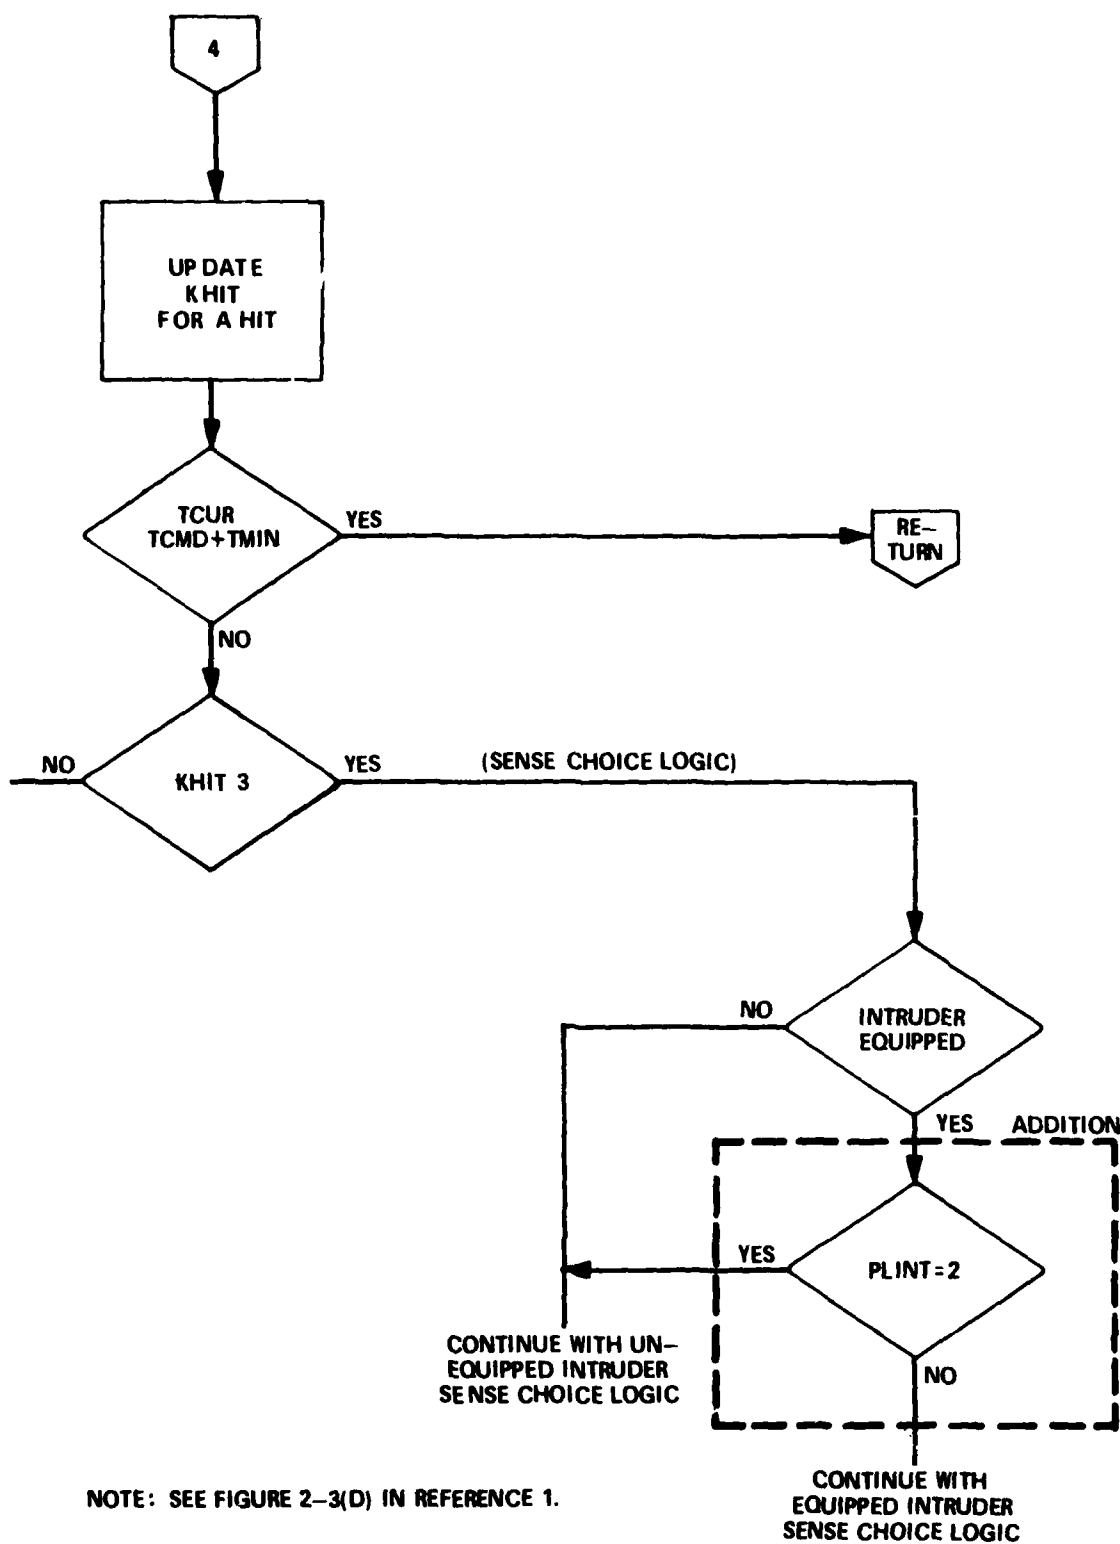 4
UPDATE
KHIT
FOR A HIT
TCUR
TCMD+TMIN
YES
RE-
TURN
NO
NO
KHIT 3
YES
(SENSE CHOICE LOGIC)
NO
INTRUDER
EQUIPPED
YES
ADDITION
YES
PLINT=2
NO
CONTINUE WITH UN-
EQUIPPED INTRUDER
SENSE CHOICE LOGIC
CONTINUE WITH
EQUIPPED INTRUDER
SENSE CHOICE LOGIC
NOTE: SEE FIGURE 2-3(D) IN REFERENCE 1.